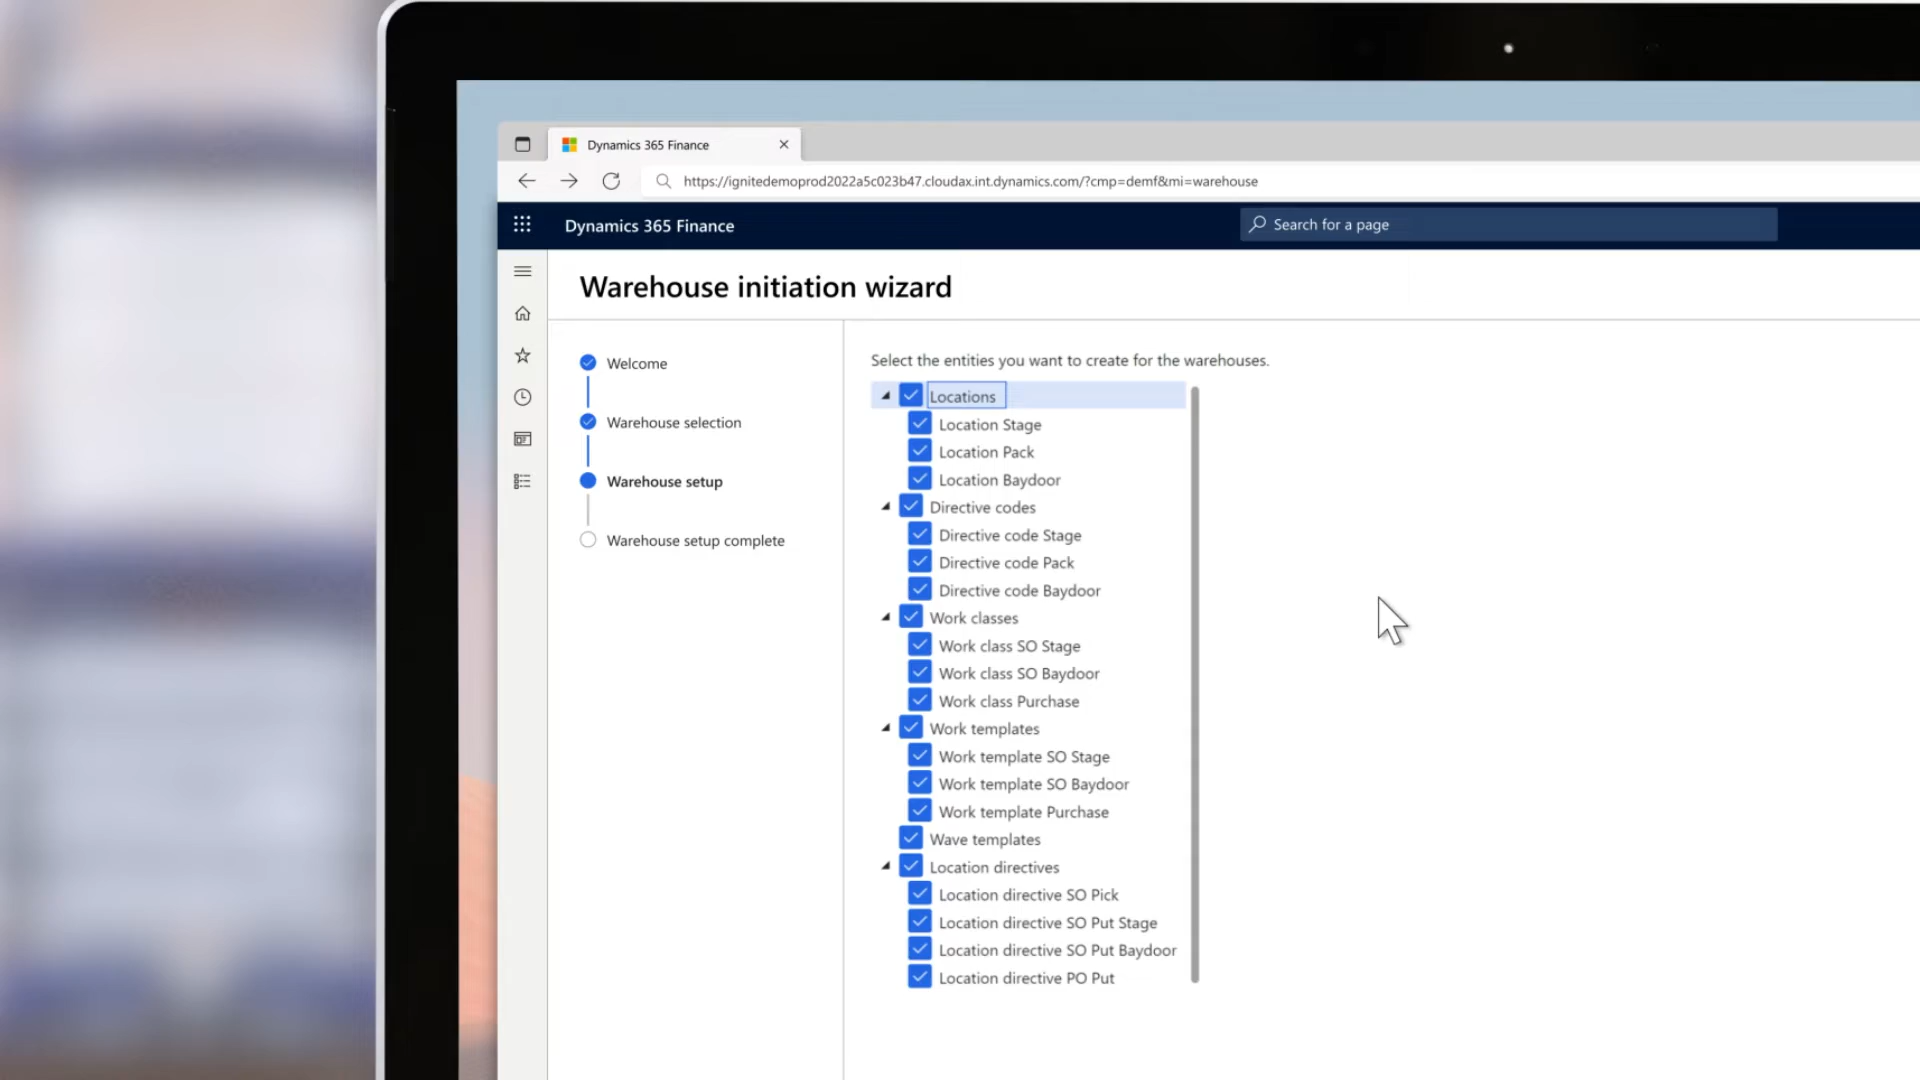 Dynamics 365 Finance
https://ignitedemoprod2022a5c023b47.cloudax.int.dynamics.com/?cmp=demf&mi=warehouse
Dynamics 365 Finance
Search for a page
Warehouse initiation wizard
Welcome
Warehouse selection
Warehouse setup
Warehouse setup complete
Select the entities you want to create for the warehouses.
Locations
Location Stage
Location Pack
Location Baydoor
Directive codes
Directive code Stage
Directive code Pack
Directive code Baydoor
Work classes
Work class SO Stage
Work class SO Baydoor
Work class Purchase
Work templates
Work template SO Stage
Work template SO Baydoor
Work template Purchase
Wave templates
Location directives
Location directive SO Pick
Location directive SO Put Stage
Location directive SO Put Baydoor
Location directive PO Put